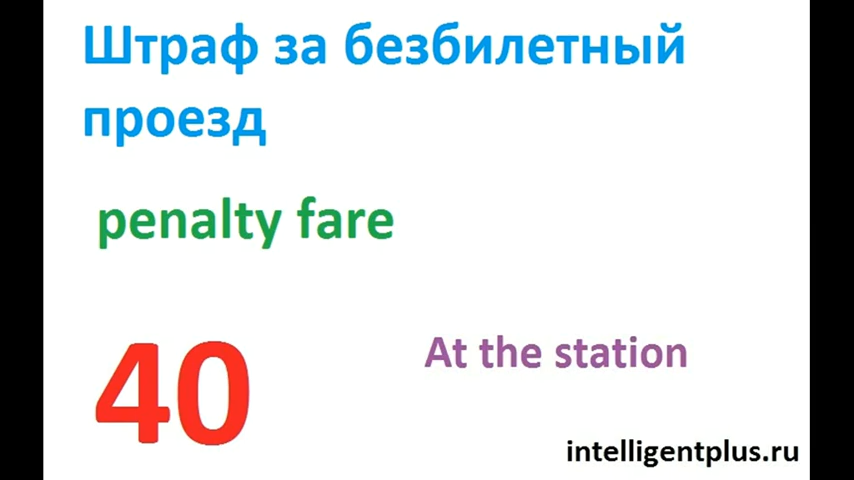 Штраф за безбилетный
проезд
penalty fare
40
At the station
intelligentplus.ru